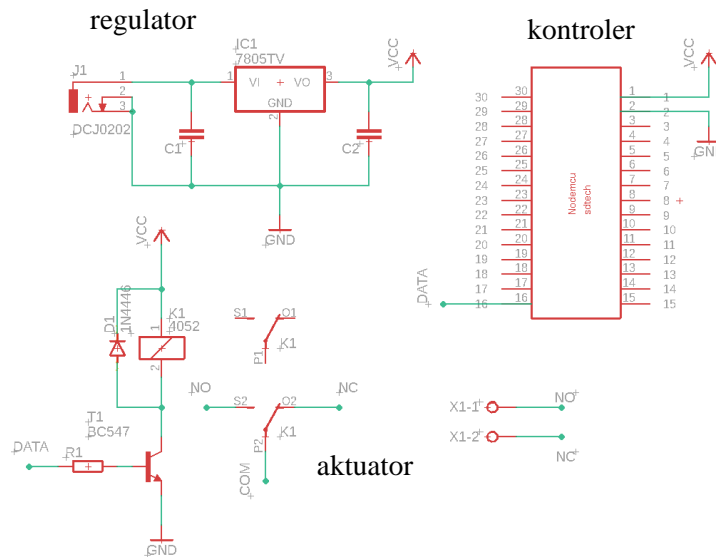 regulator
kontroler
IC1
7805TV
VCC
VCC
J1
1
2
3
DCJ0202
1
VI
VO
3
GND
2
C1
C2
GND
30 30 1 1
29 29 2 2
28 28 3 3
27 27 4 4
26 26 5 5
25 25 6 6
24 24 7 7
23 23 8 8
22 22 9 9
21 21 10 10
20 20 11 11
19 19 12 12
18 18 13 13
17 17 14 14
16 16 15 15
GN
Nodemcu
sdtech
DATA
VCC
D1
1N4446
K1
4052
1
2
S1
O1
P1
K1
NO
S2
O2
NC
P2
K1
COM
T1
BC547
DATA
R1
GND
aktuator
X1-1
NO
X1-2
NC